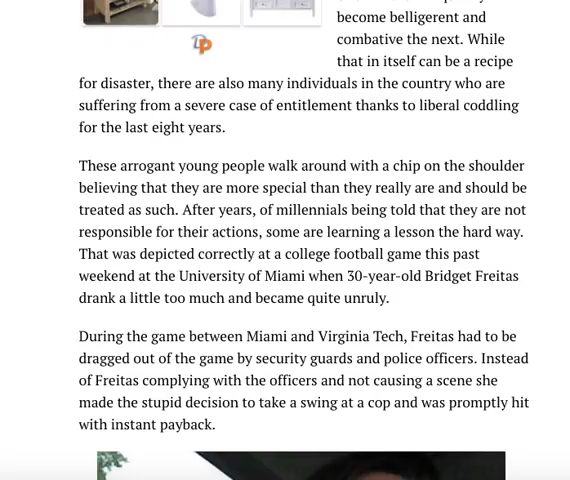 become belligerent and
combative the next. While
that in itself can be a recipe
for disaster, there are also many individuals in the country who are
suffering from a severe case of entitlement thanks to liberal coddling
for the last eight years.
These arrogant young people walk around with a chip on the shoulder
believing that they are more special than they really are and should be
treated as such. After years, of millennials being told that they are not
responsible for their actions, some are learning a lesson the hard way.
That was depicted correctly at a college football game this past
weekend at the University of Miami when 30-year-old Bridget Freitas
drank a little too much and became quite unruly.
During the game between Miami and Virginia Tech, Freitas had to be
dragged out of the game by security guards and police officers. Instead
of Freitas complying with the officers and not causing a scene she
made the stupid decision to take a swing at a cop and was promptly hit
with instant payback.